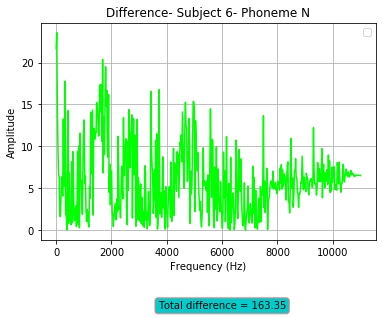 Difference- Subject 6- Phoneme N
20
15
10
5
0
Amplitude
0 2000 4000 6000 8000 10000
Frequency (Hz)
Total difference = 163.35